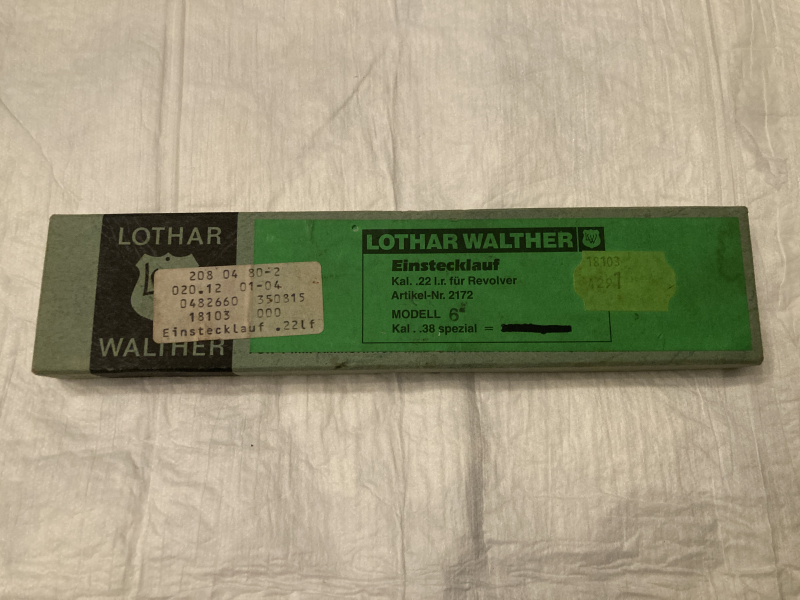 LOTHAR
WALTHER
208 04 80-2
020.12 01-04
0482660 350815
18103 000
Einstecklauf .22lf
LOTHAR WALTHER
Einstecklauf
Kal. .22 l.r. für Revolver
Artikel-Nr. 2172
MODELL 6"
Kal. .38 spezial =
18103